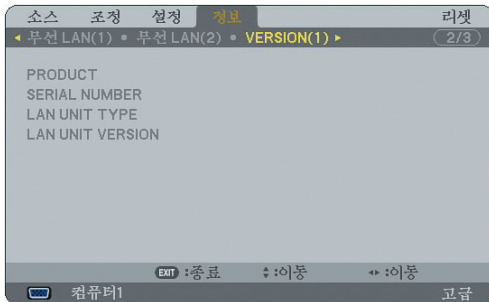 소스 조정 설정 정보 리셋
◂ 무선 LAN(1) • 무선 LAN(2) • VERSION(1) ▸ 2/3
PRODUCT
SERIAL NUMBER
LAN UNIT TYPE
LAN UNIT VERSION
EXIT :종료 ♦ :이동 ◂▸ :이동
컴퓨터1 고급